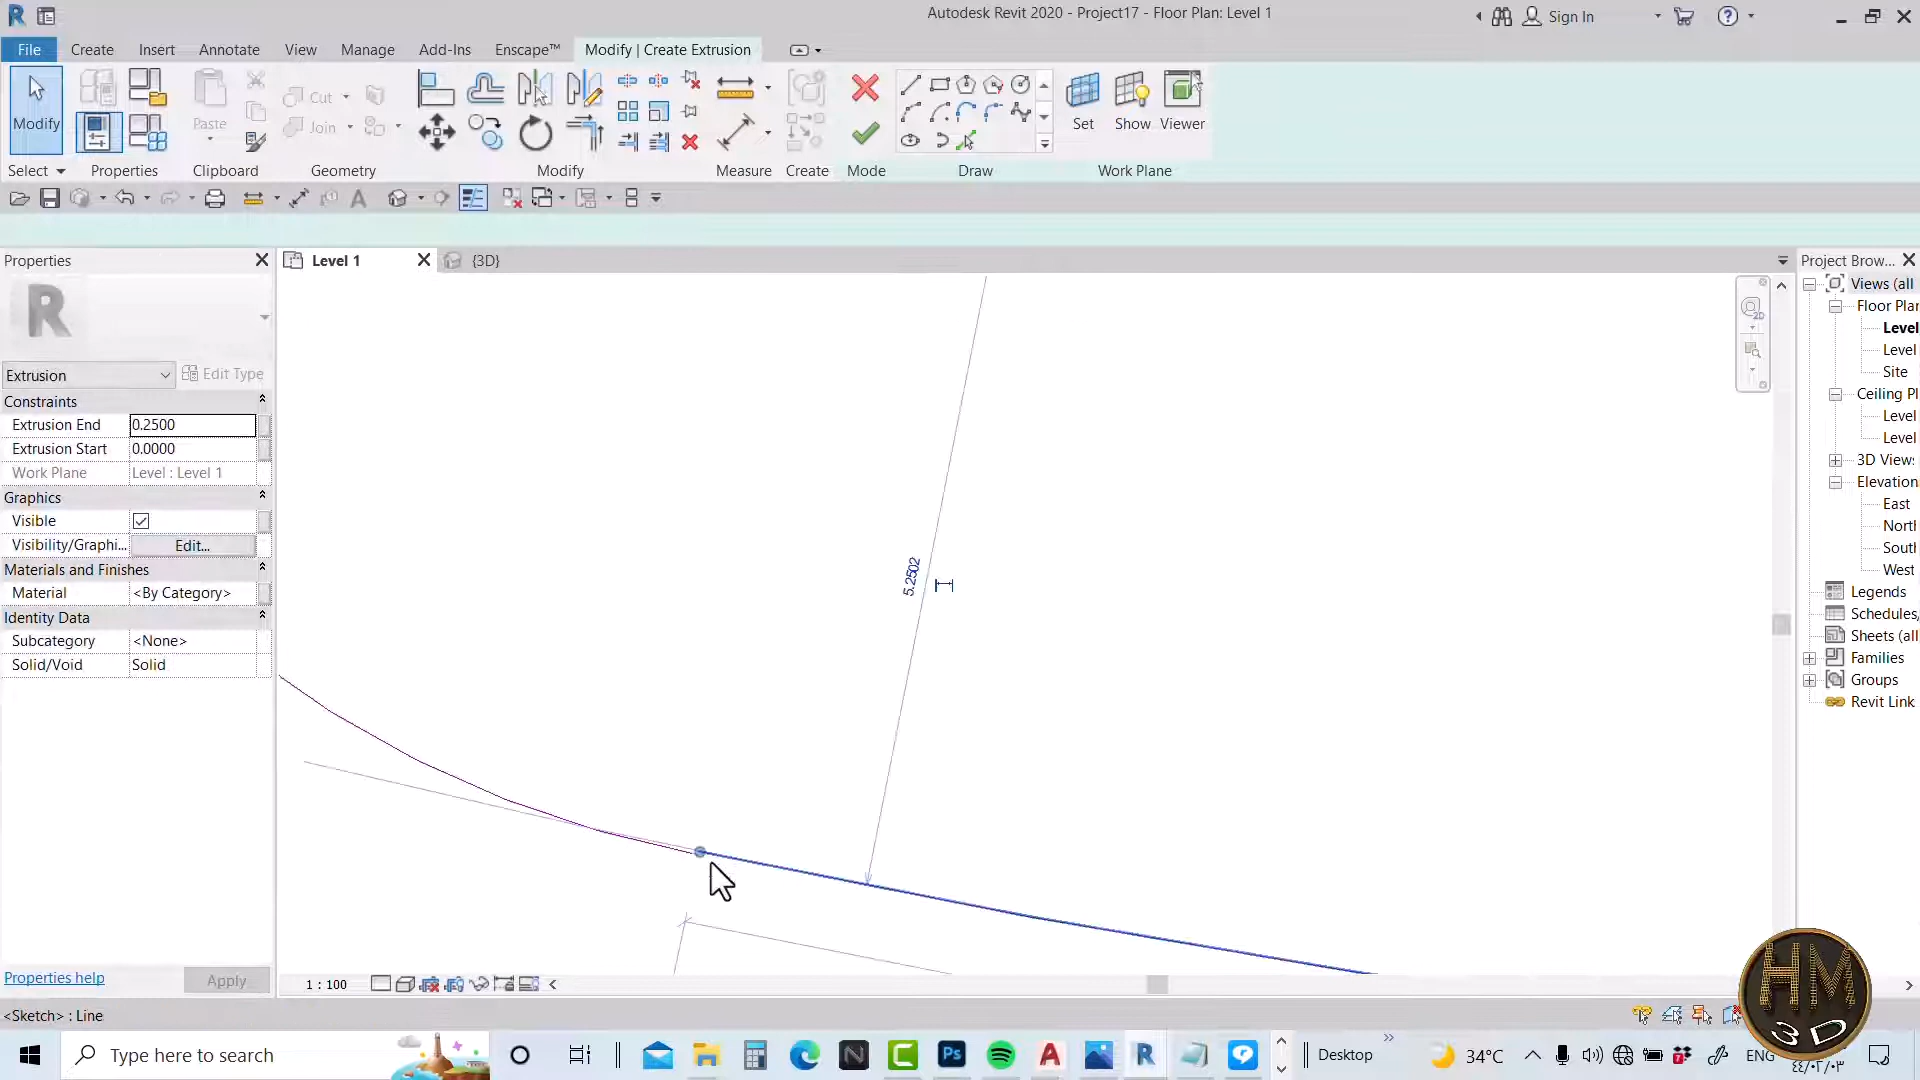 Autodesk Revit 2020 - Project17 - Floor Plan: Level 1
Sign In
File Create Insert Annotate View Manage Add-Ins Enscape™ Modify | Create Extrusion
Modify
Paste
Cut
Join
Set Show Viewer
Select Properties Clipboard Geometry Modify Measure Create Mode Draw Work Plane
Properties
Level 1
{3D}
Project Brow...
Extrusion
Edit Type
Constraints
Extrusion End 0.2500
Extrusion Start 0.0000
Work Plane Level : Level 1
Graphics
Visible
Visibility/Graphi... Edit...
Materials and Finishes
Material <By Category>
Identity Data
Subcategory <None>
Solid/Void Solid
5.2502
Views (all
Floor Plan
Level
Level
Site
Ceiling Pl
Level
Level
3D Views
Elevation
East
North
South
West
Legends
Schedules/
Sheets (all
Families
Groups
Revit Link
Properties help
Apply
1 : 100
<Sketch> : Line
HM
3D
Type here to search
Desktop
34°C
ENG